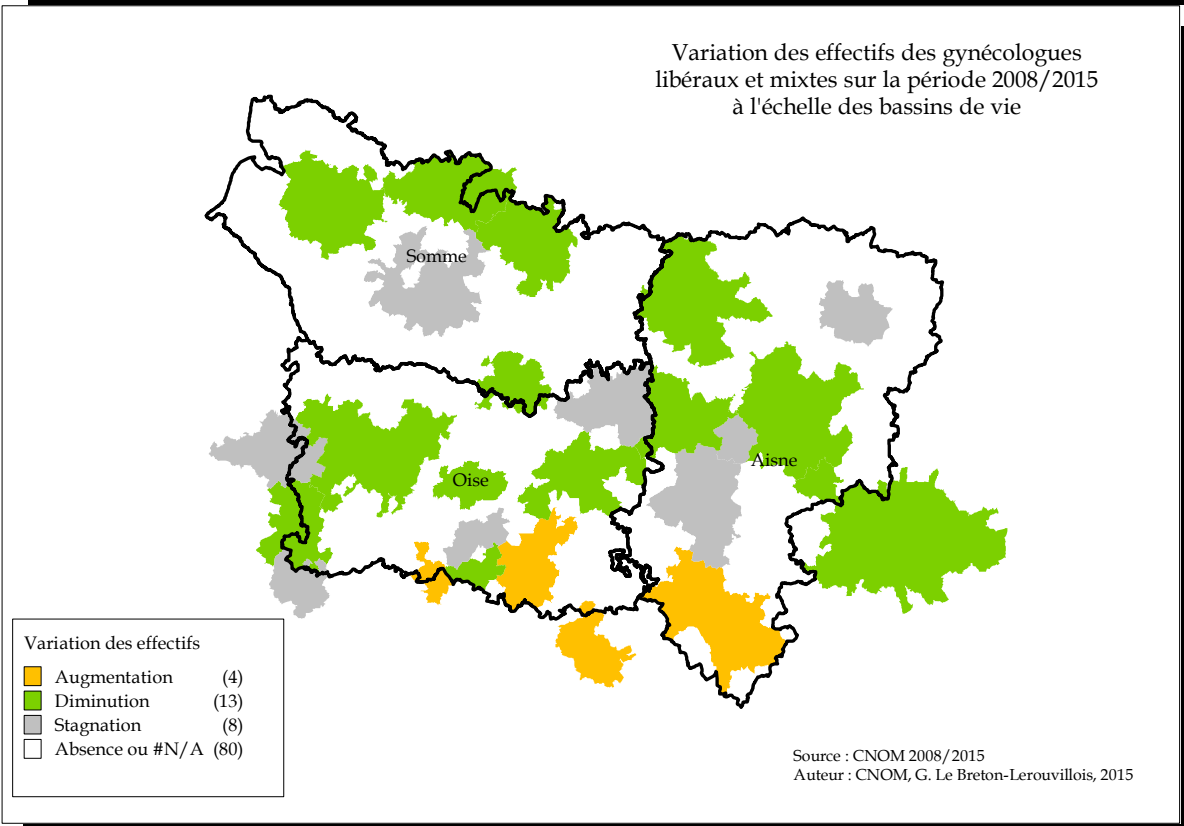 Variation des effectifs des gynécologues
libéraux et mixtes sur la période 2008/2015
à l'échelle des bassins de vie
Somme
Oise
Aisne
Variation des effectifs
Augmentation (4)
Diminution (13)
Stagnation (8)
Absence ou #N/A (80)
Source : CNOM 2008/2015
Auteur : CNOM, G. Le Breton-Lerouvillois, 2015